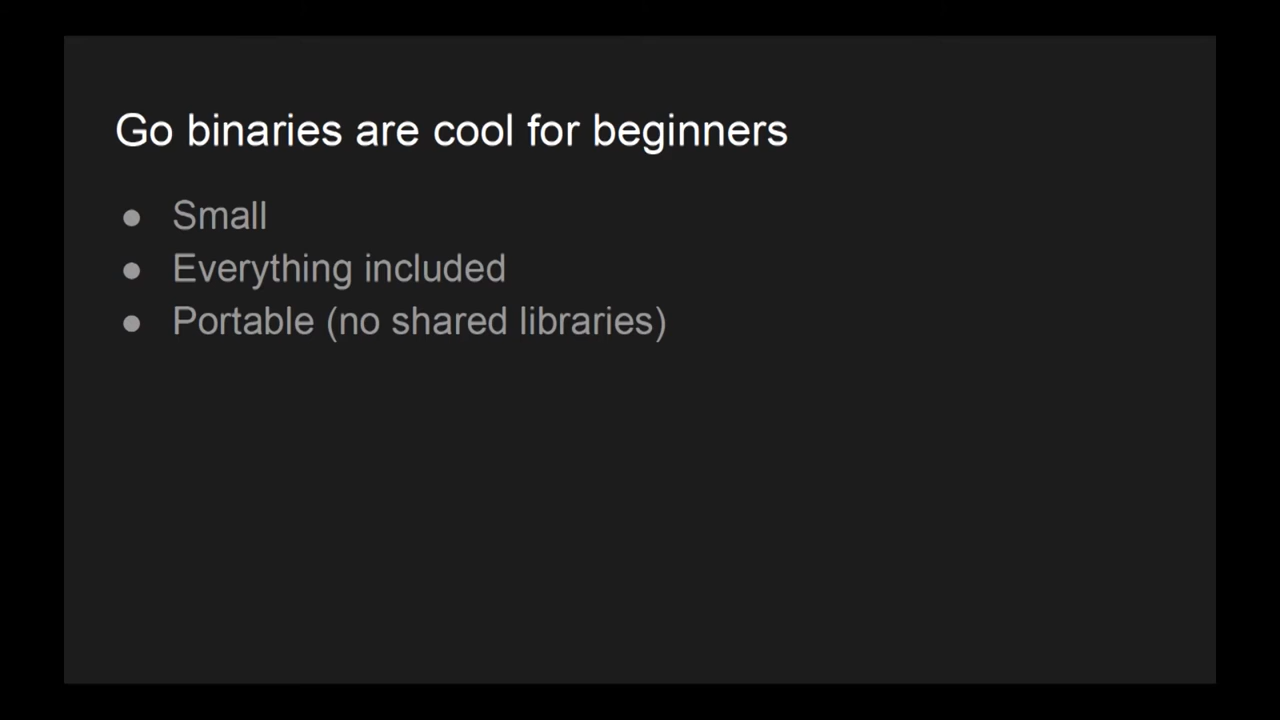 Go binaries are cool for beginners
● Small
● Everything included
● Portable (no shared libraries)